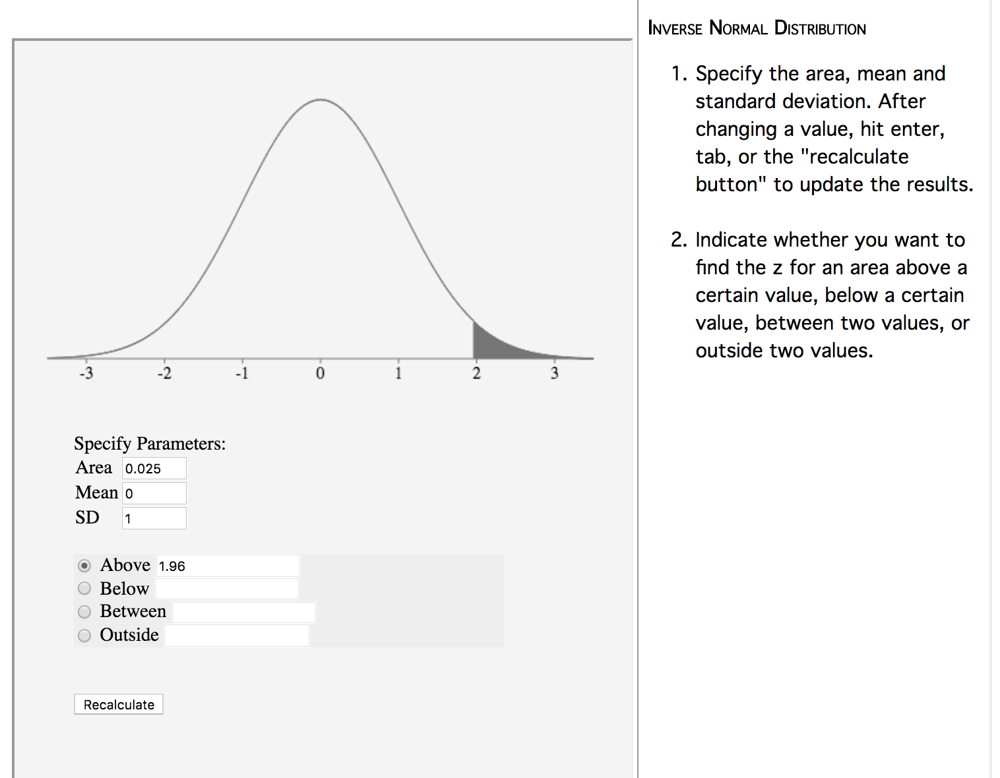 INVERSE NORMAL DISTRIBUTION
1. Specify the area, mean and
standard deviation. After
changing a value, hit enter,
tab, or the "recalculate
button" to update the results.
2. Indicate whether you want to
find the z for an area above a
certain value, below a certain
value, between two values, or
outside two values.
-3 -2 -1 0 1 2 3
Specify Parameters:
Area 0.025
Mean 0
SD 1
Above 1.96
Below
Between
Outside
Recalculate